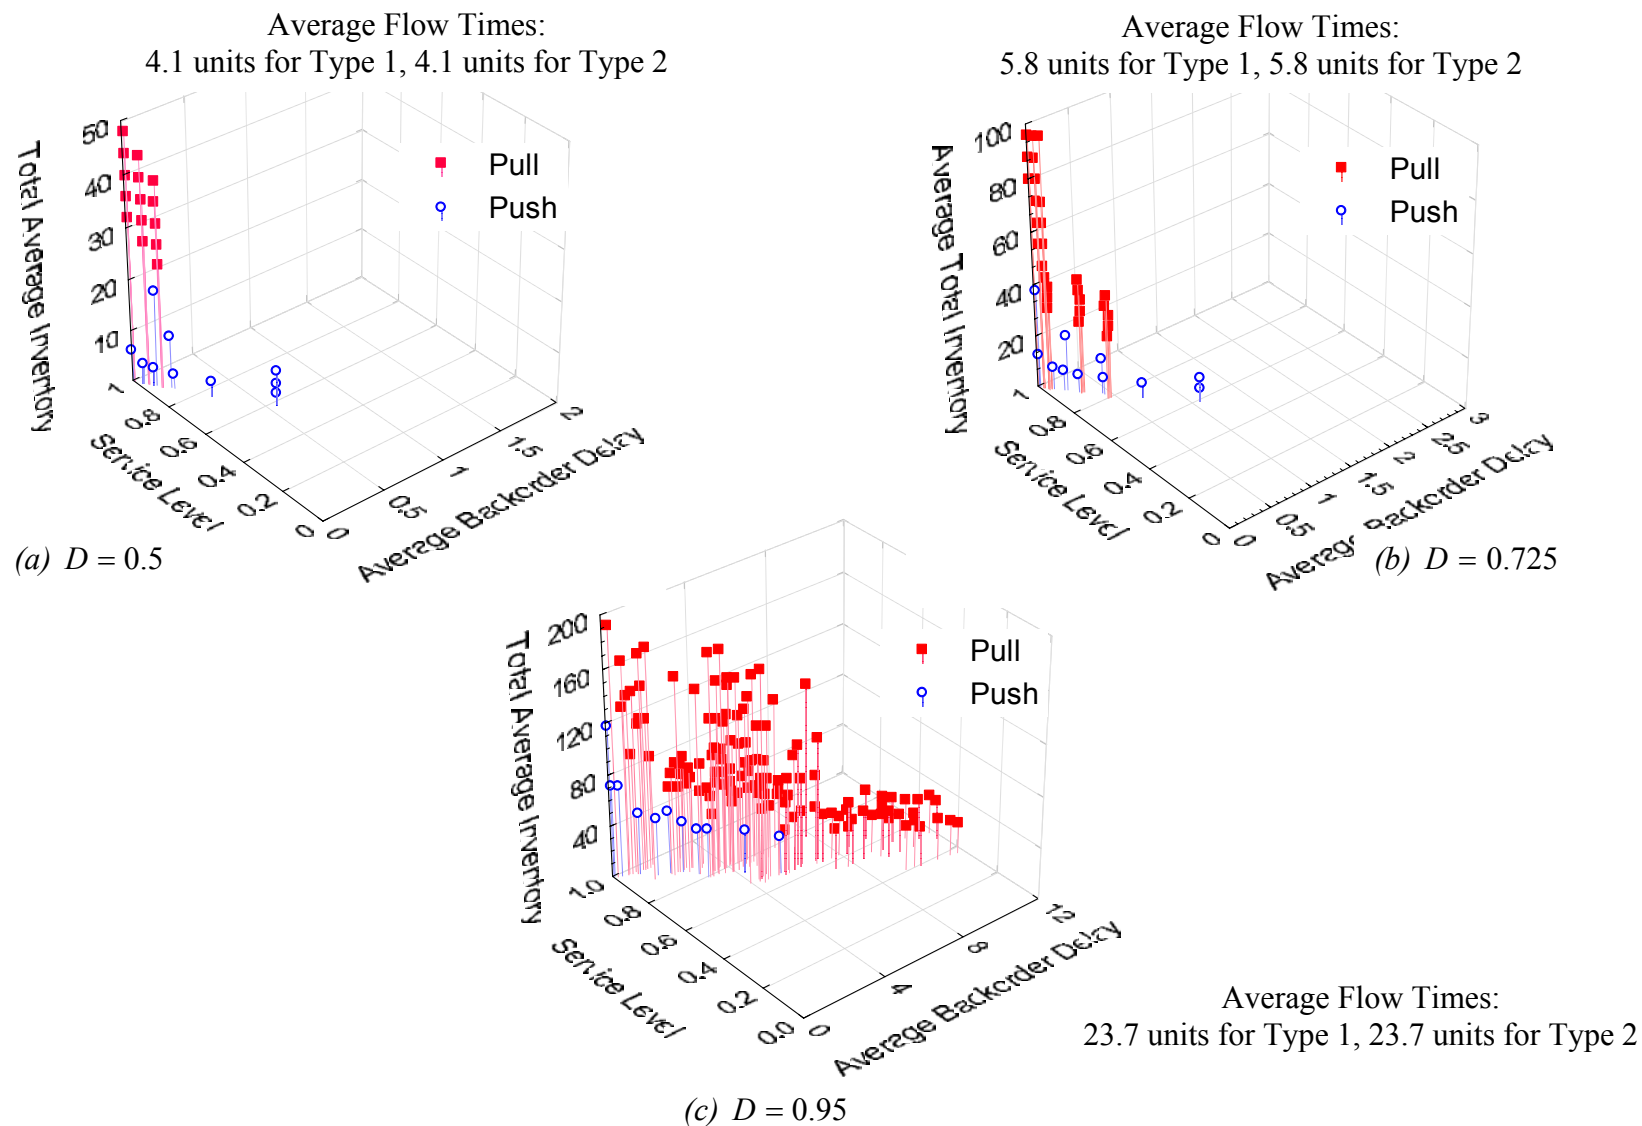 Average Flow Times:
4.1 units for Type 1, 4.1 units for Type 2
50
40
30
20
10
Total Average Inventory
1
0.8
0.6
0.4
0.2
0
Service Level
0
0.5
1
1.5
2
Average Backorder Delay
Pull
Push
(a) D = 0.5
Average Flow Times:
5.8 units for Type 1, 5.8 units for Type 2
100
80
60
40
20
Average Total Inventory
1
0.8
0.6
0.4
0.2
0
Service Level
0
0.5
1
1.5
2
2.5
3
Average Backorder Delay
Pull
Push
(b) D = 0.725
200
160
120
80
40
Total Average Inventory
1.0
0.8
0.6
0.4
0.2
0.0
Service Level
0
4
8
12
Average Backorder Delay
Pull
Push
Average Flow Times:
23.7 units for Type 1, 23.7 units for Type 2
(c) D = 0.95